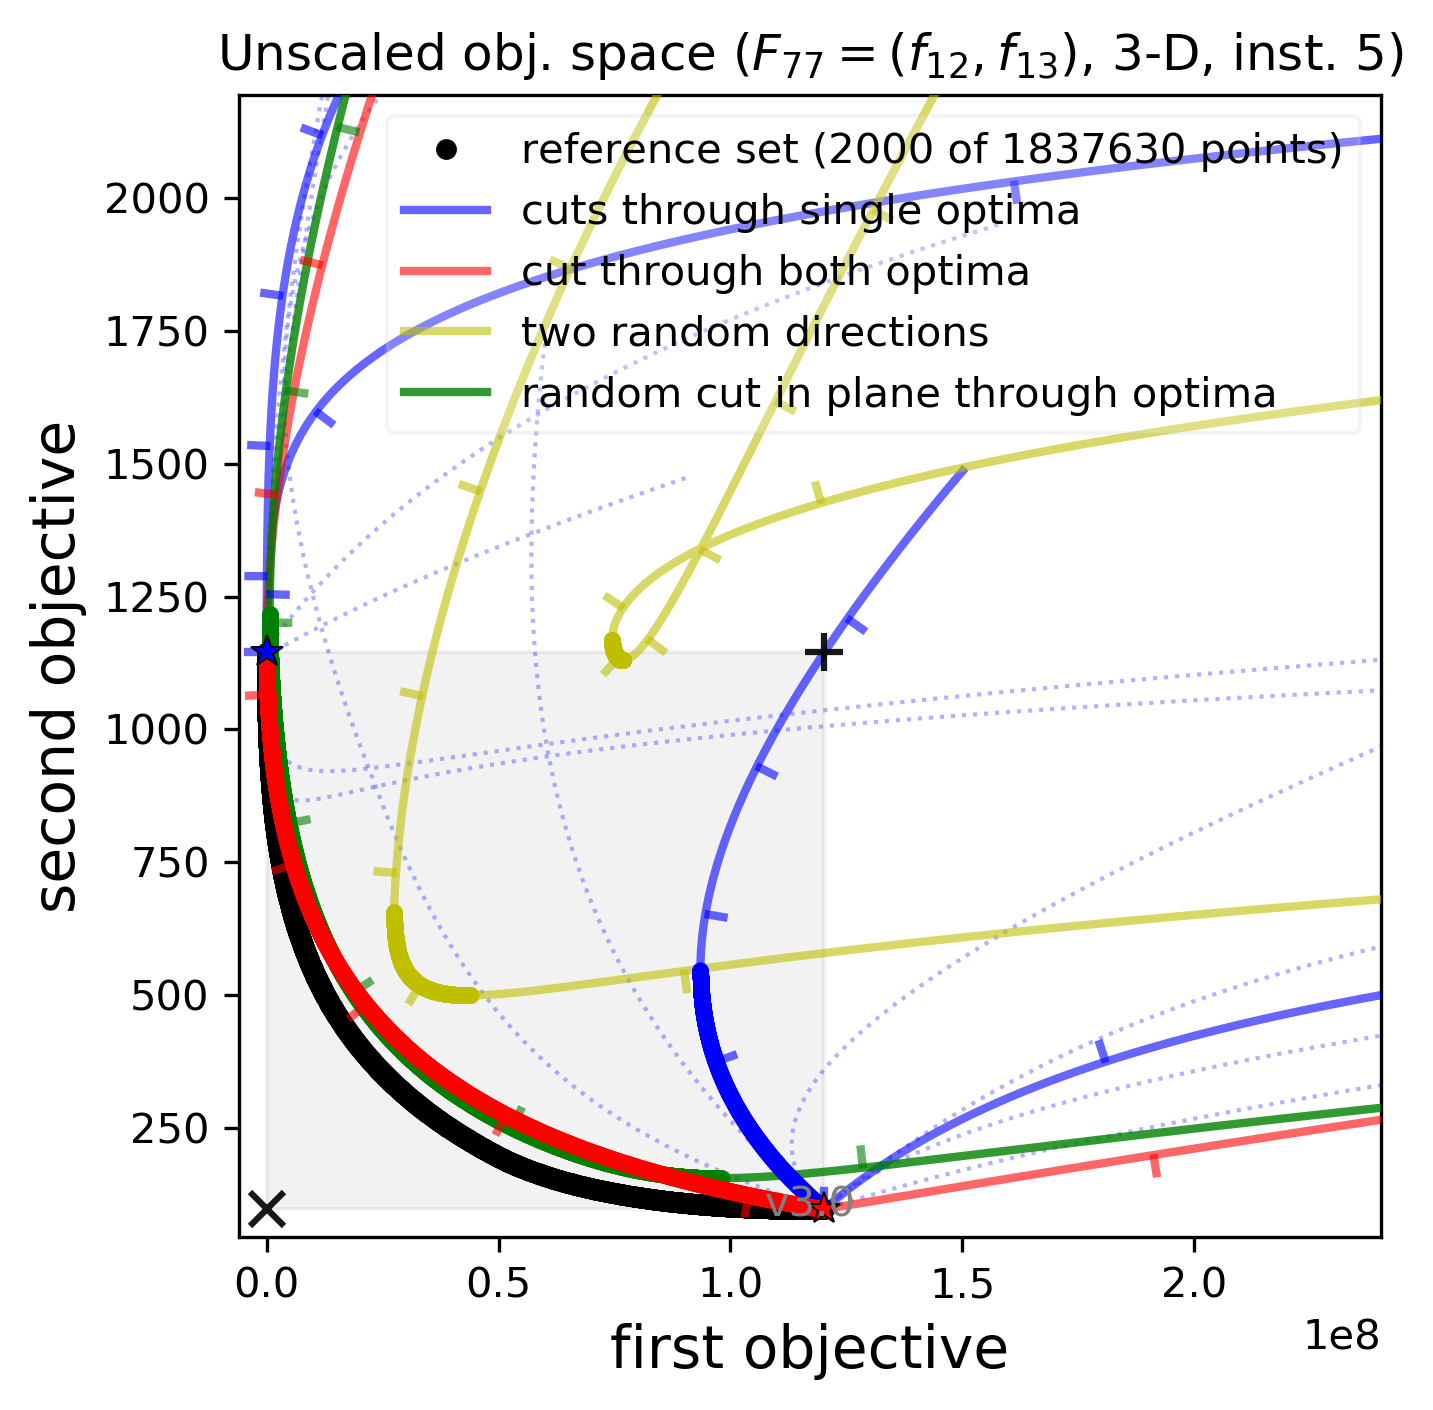 Unscaled obj. space (F₇₇ = (f₁₂, f₁₃), 3-D, inst. 5)
reference set (2000 of 1837630 points)
cuts through single optima
cut through both optima
two random directions
random cut in plane through optima
second objective
2000
1750
1500
1250
1000
750
500
250
v3.0
0.0 0.5 1.0 1.5 2.0
1e8
first objective